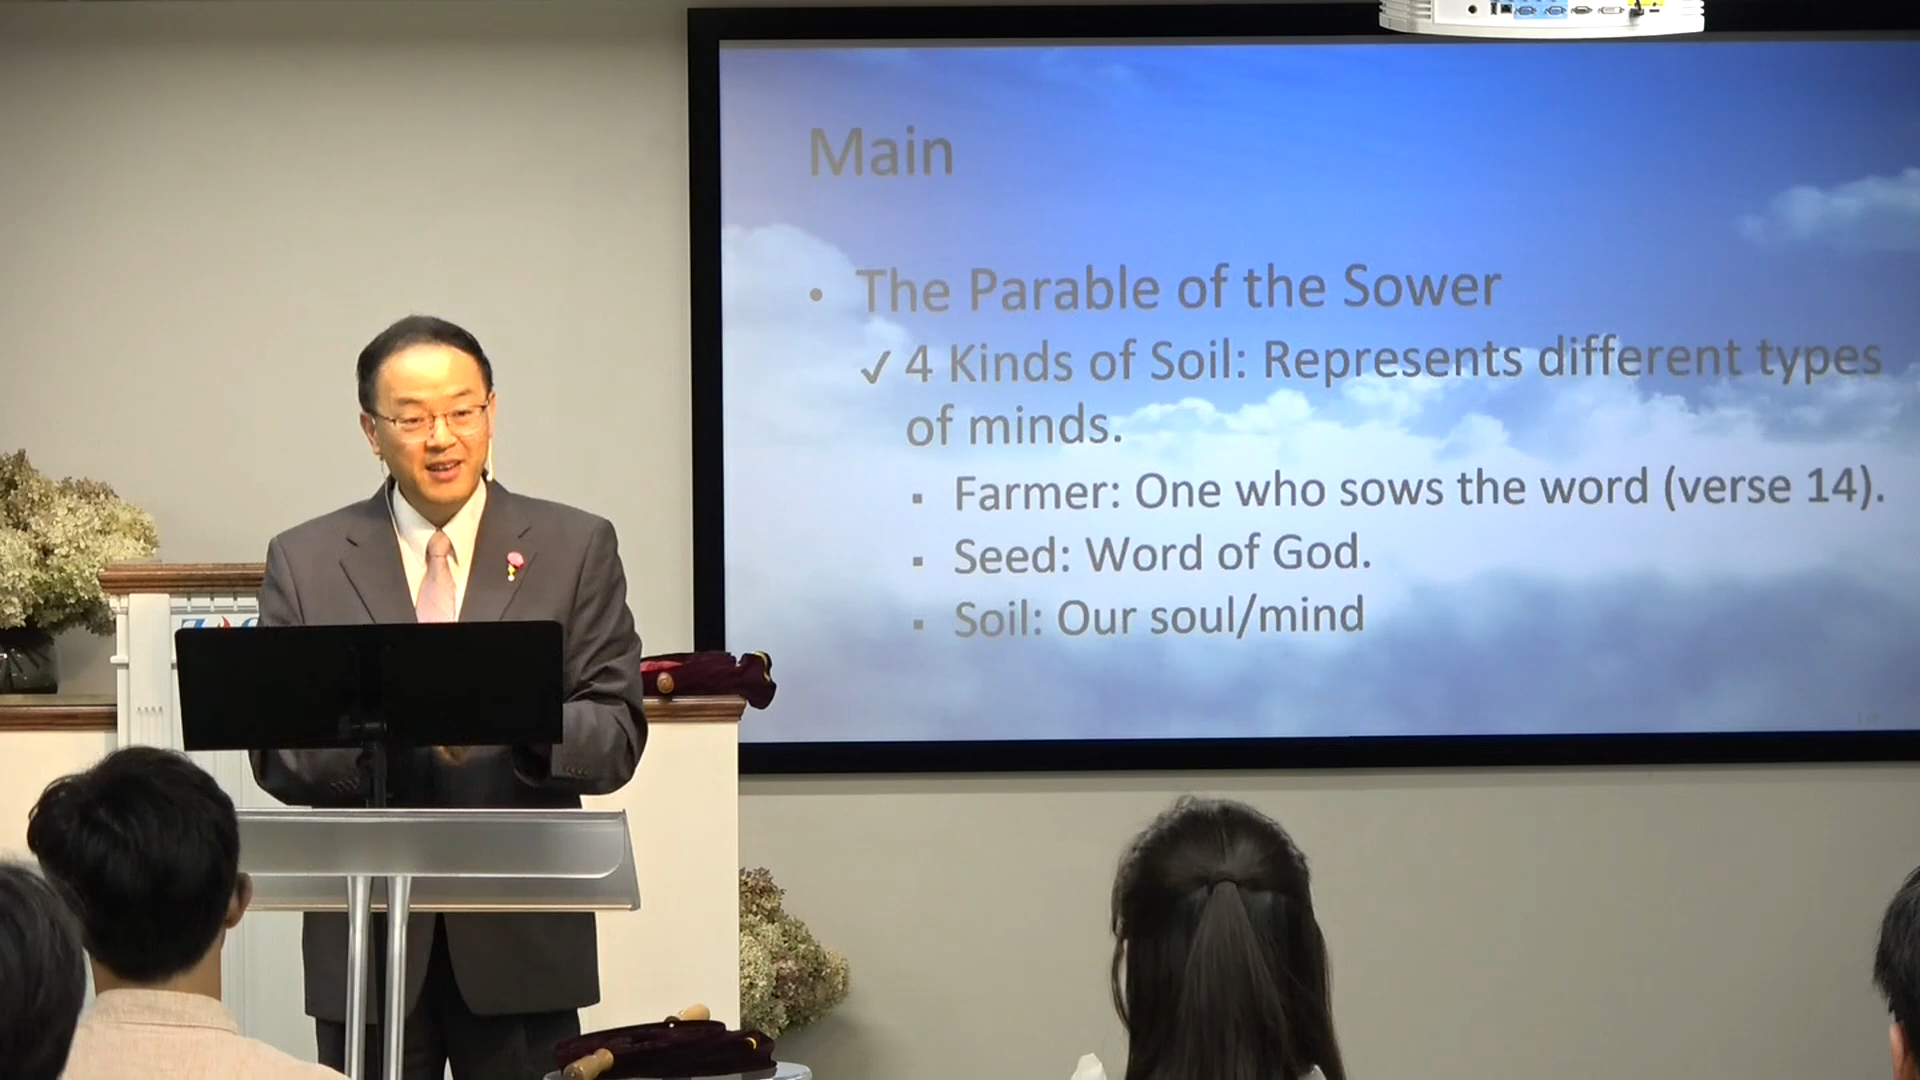 Main
• The Parable of the Sower
✓ 4 Kinds of Soil: Represents different types
of minds.
▪ Farmer: One who sows the word (verse 14).
▪ Seed: Word of God.
▪ Soil: Our soul/mind